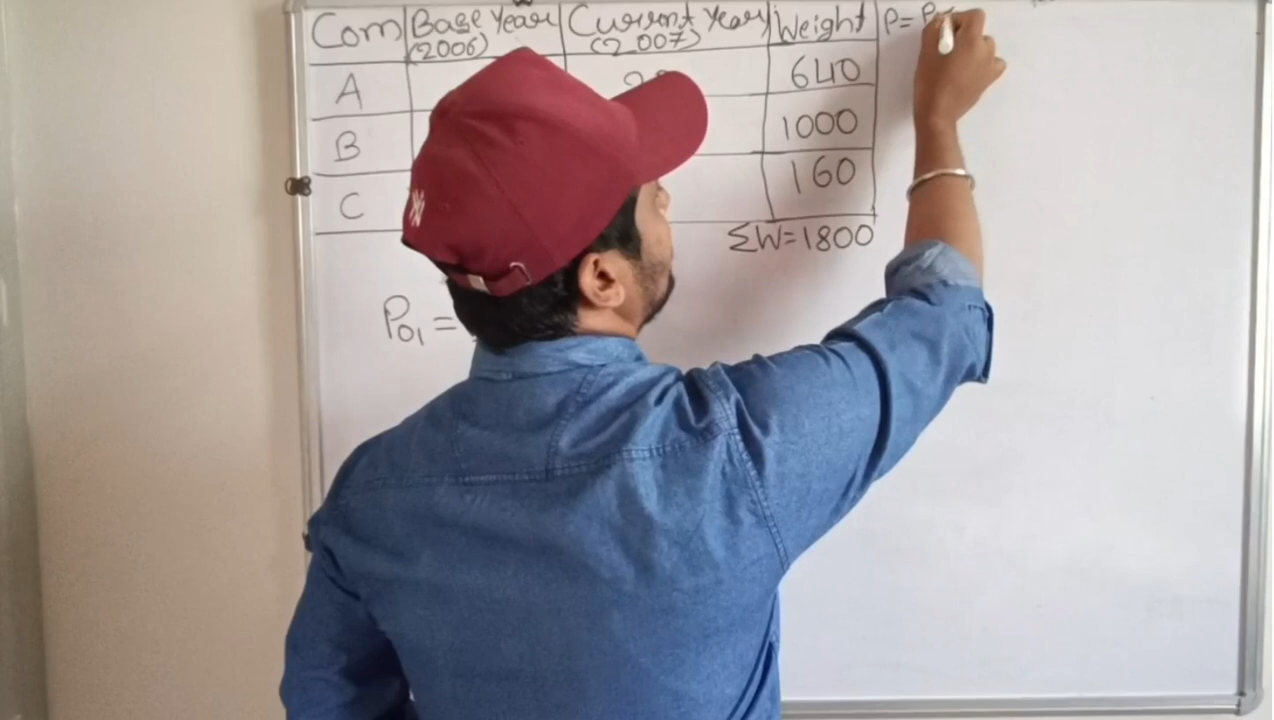 Com Base Year Current Year Weight P=
(2006) (2007)
A 640
B 1000
C 160
ΣW=1800
P01 =